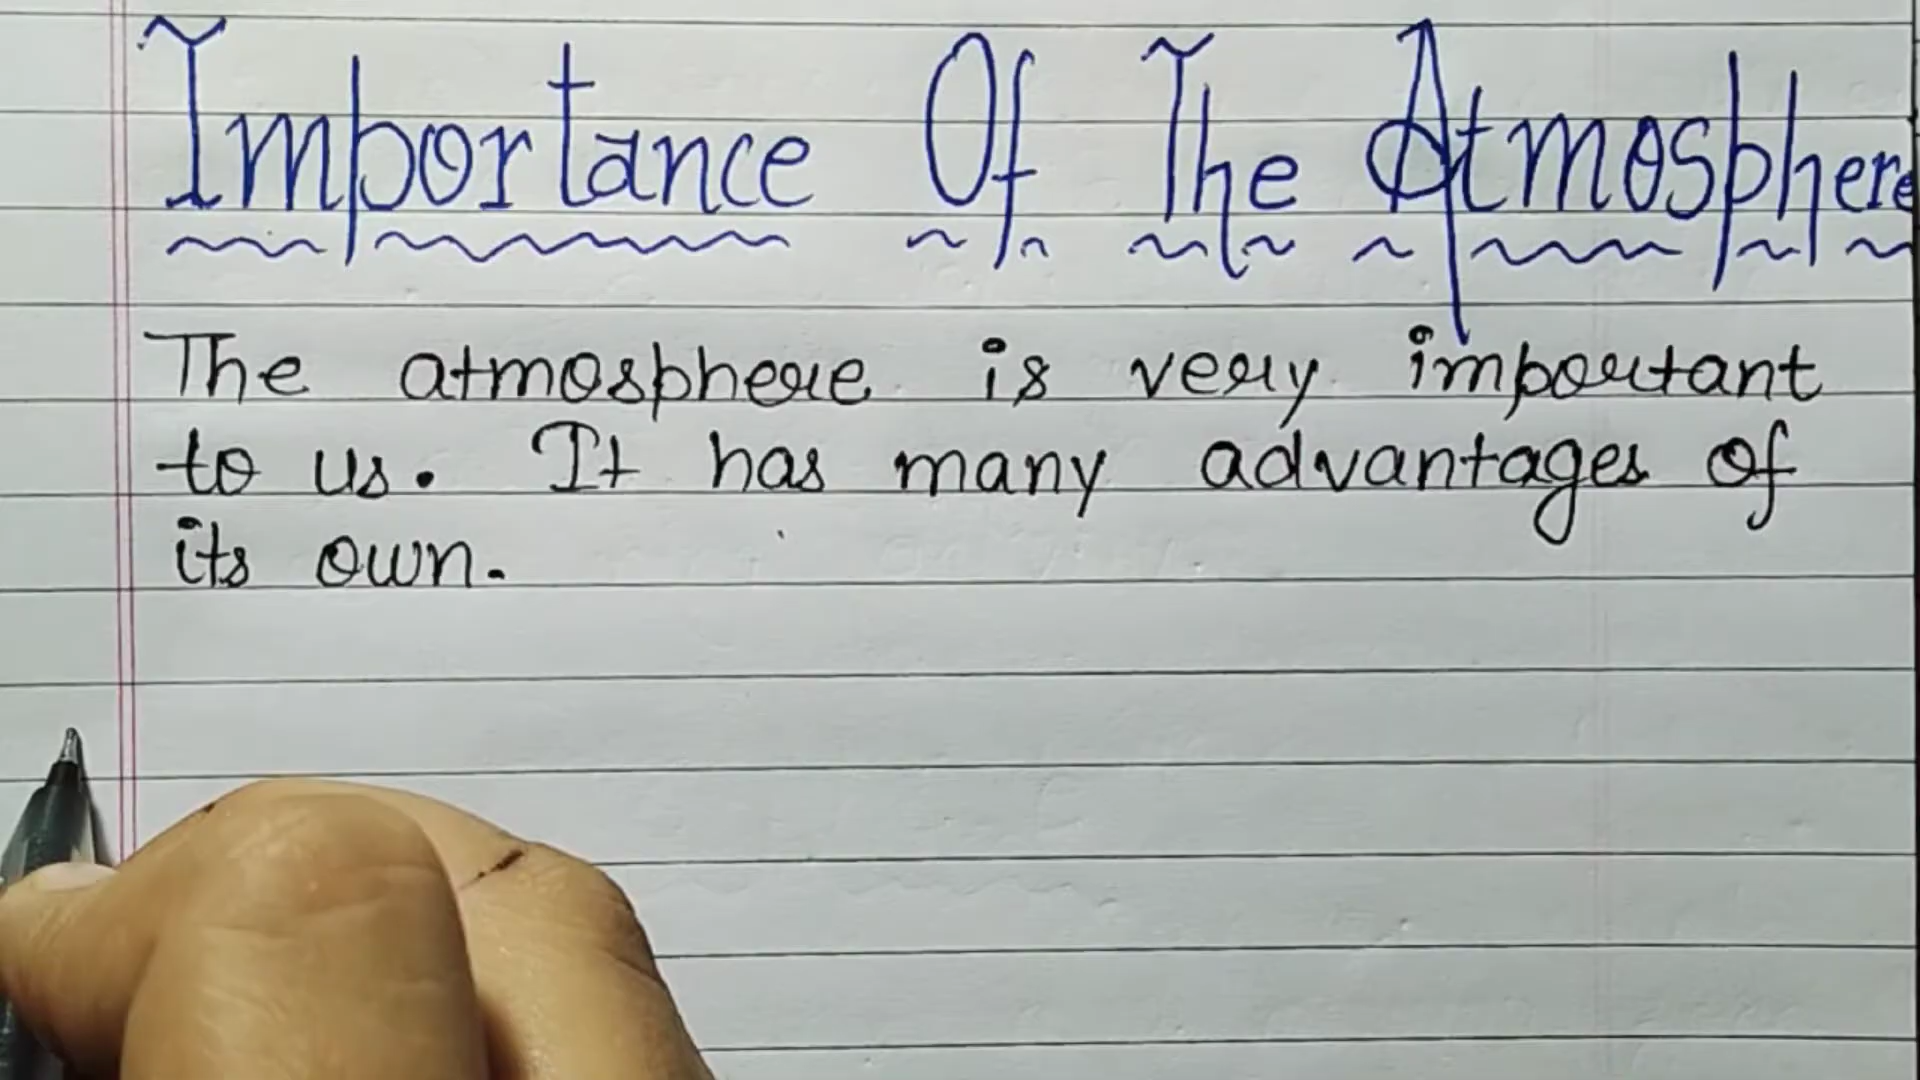 Importance Of The Atmosphere
The atmosphere is very important
to us. It has many advantages of
its own.